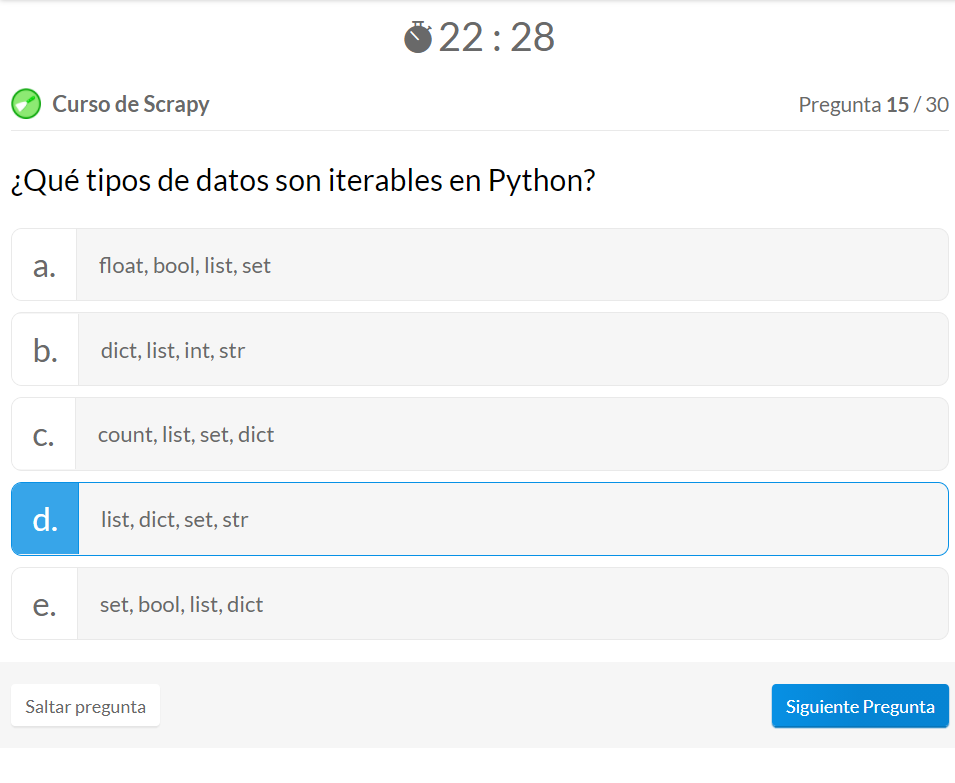 22 : 28
Curso de Scrapy
Pregunta 15 / 30
¿Qué tipos de datos son iterables en Python?
a. float, bool, list, set
b. dict, list, int, str
c. count, list, set, dict
d. list, dict, set, str
e. set, bool, list, dict
Saltar pregunta
Siguiente Pregunta